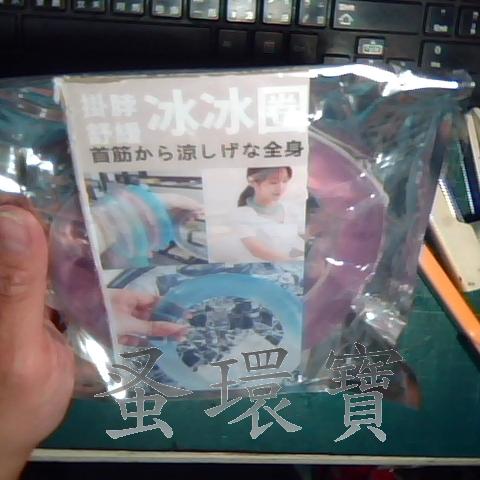 掛脖
舒緩
冰冰圈
首筋から涼しげな全身
蚤環寶